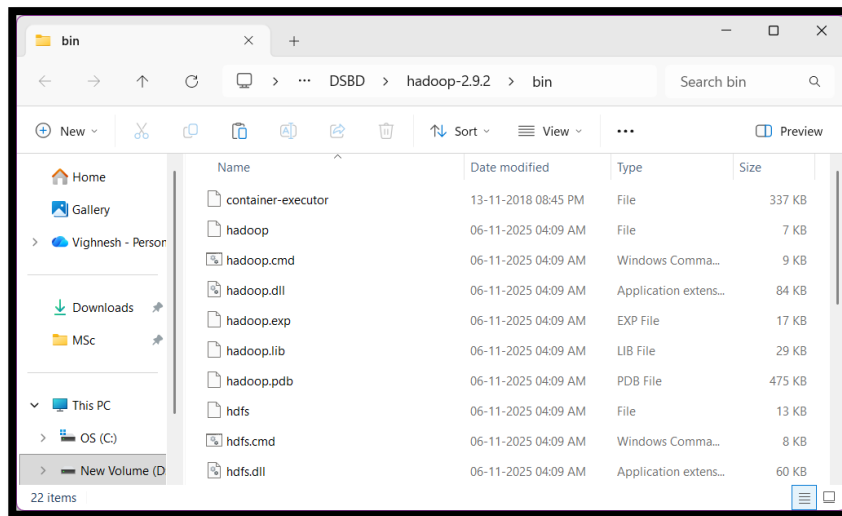 bin
DSBD > hadoop-2.9.2 > bin
Search bin
New
Sort
View
Preview
Home
Gallery
Vighnesh - Person
Downloads
MSc
This PC
OS (C:)
New Volume (D
Name Date modified Type Size
container-executor 13-11-2018 08:45 PM File 337 KB
hadoop 06-11-2025 04:09 AM File 7 KB
hadoop.cmd 06-11-2025 04:09 AM Windows Comma... 9 KB
hadoop.dll 06-11-2025 04:09 AM Application extens... 84 KB
hadoop.exp 06-11-2025 04:09 AM EXP File 17 KB
hadoop.lib 06-11-2025 04:09 AM LIB File 29 KB
hadoop.pdb 06-11-2025 04:09 AM PDB File 475 KB
hdfs 06-11-2025 04:09 AM File 13 KB
hdfs.cmd 06-11-2025 04:09 AM Windows Comma... 8 KB
hdfs.dll 06-11-2025 04:09 AM Application extens... 60 KB
22 items